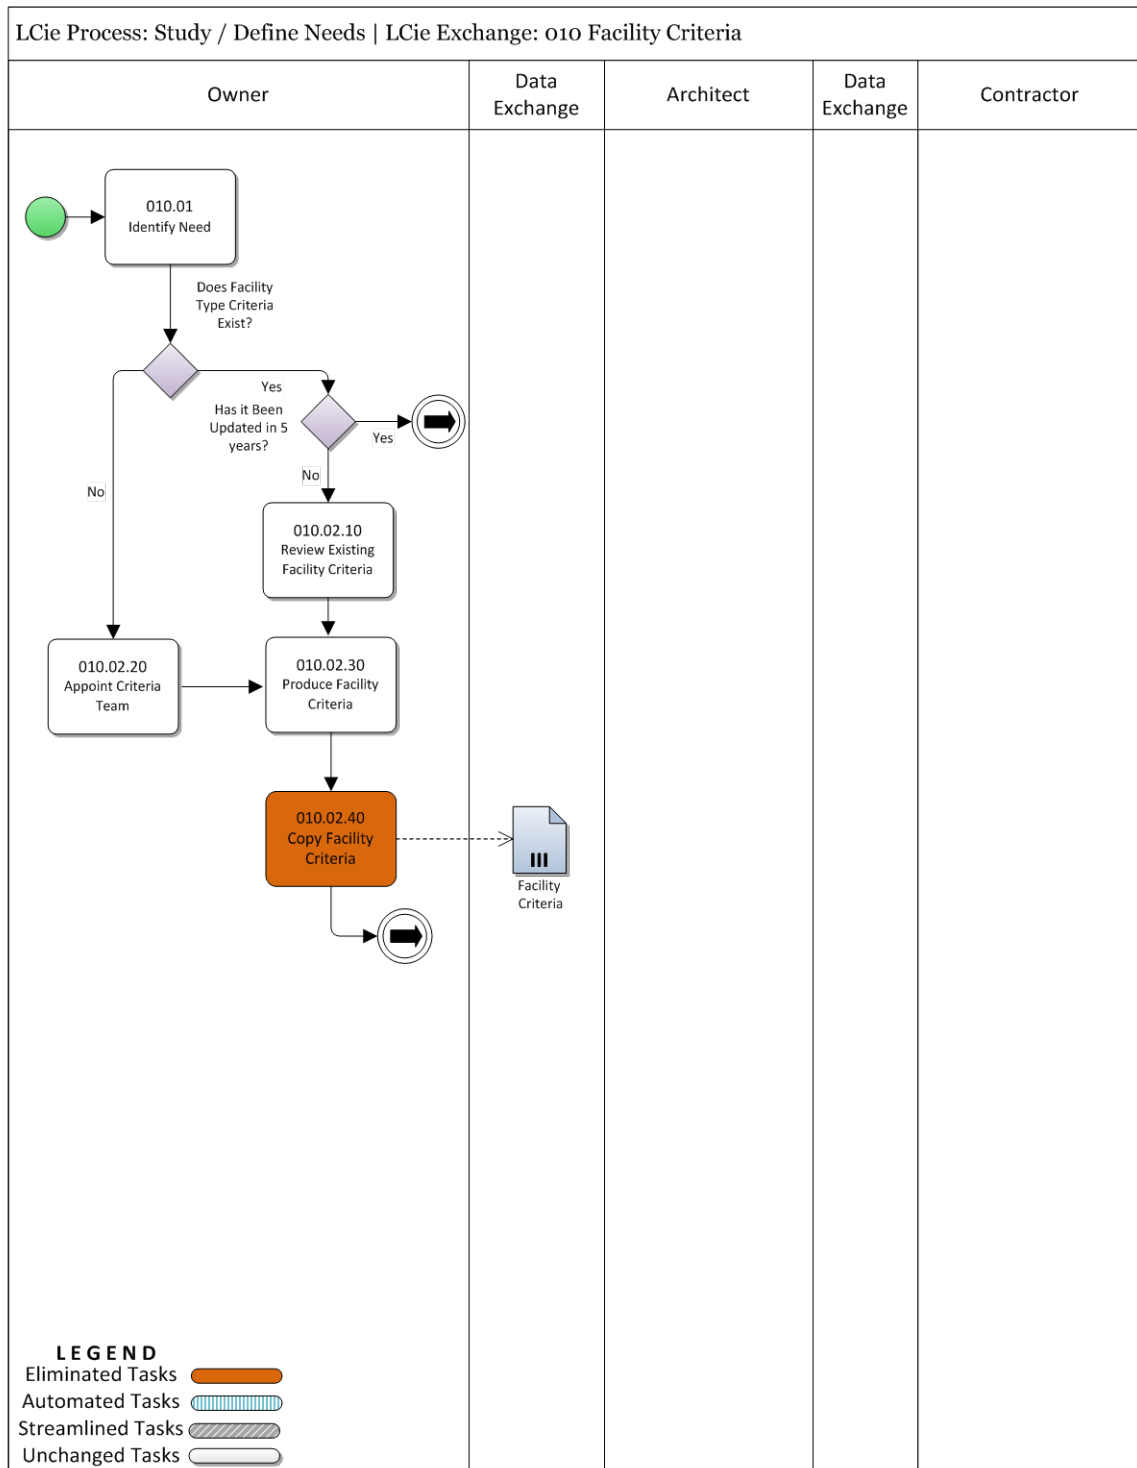 LCie Process: Study / Define Needs | LCie Exchange: 010 Facility Criteria
Owner
Data
Exchange
Architect
Data
Exchange
Contractor
010.01
Identify Need
Does Facility
Type Criteria
Exist?
Yes
Has it Been
Updated in 5
years?
Yes
No
No
010.02.10
Review Existing
Facility Criteria
010.02.20
Appoint Criteria
Team
010.02.30
Produce Facility
Criteria
010.02.40
Copy Facility
Criteria
Facility
Criteria
LEGEND
Eliminated Tasks
Automated Tasks
Streamlined Tasks
Unchanged Tasks